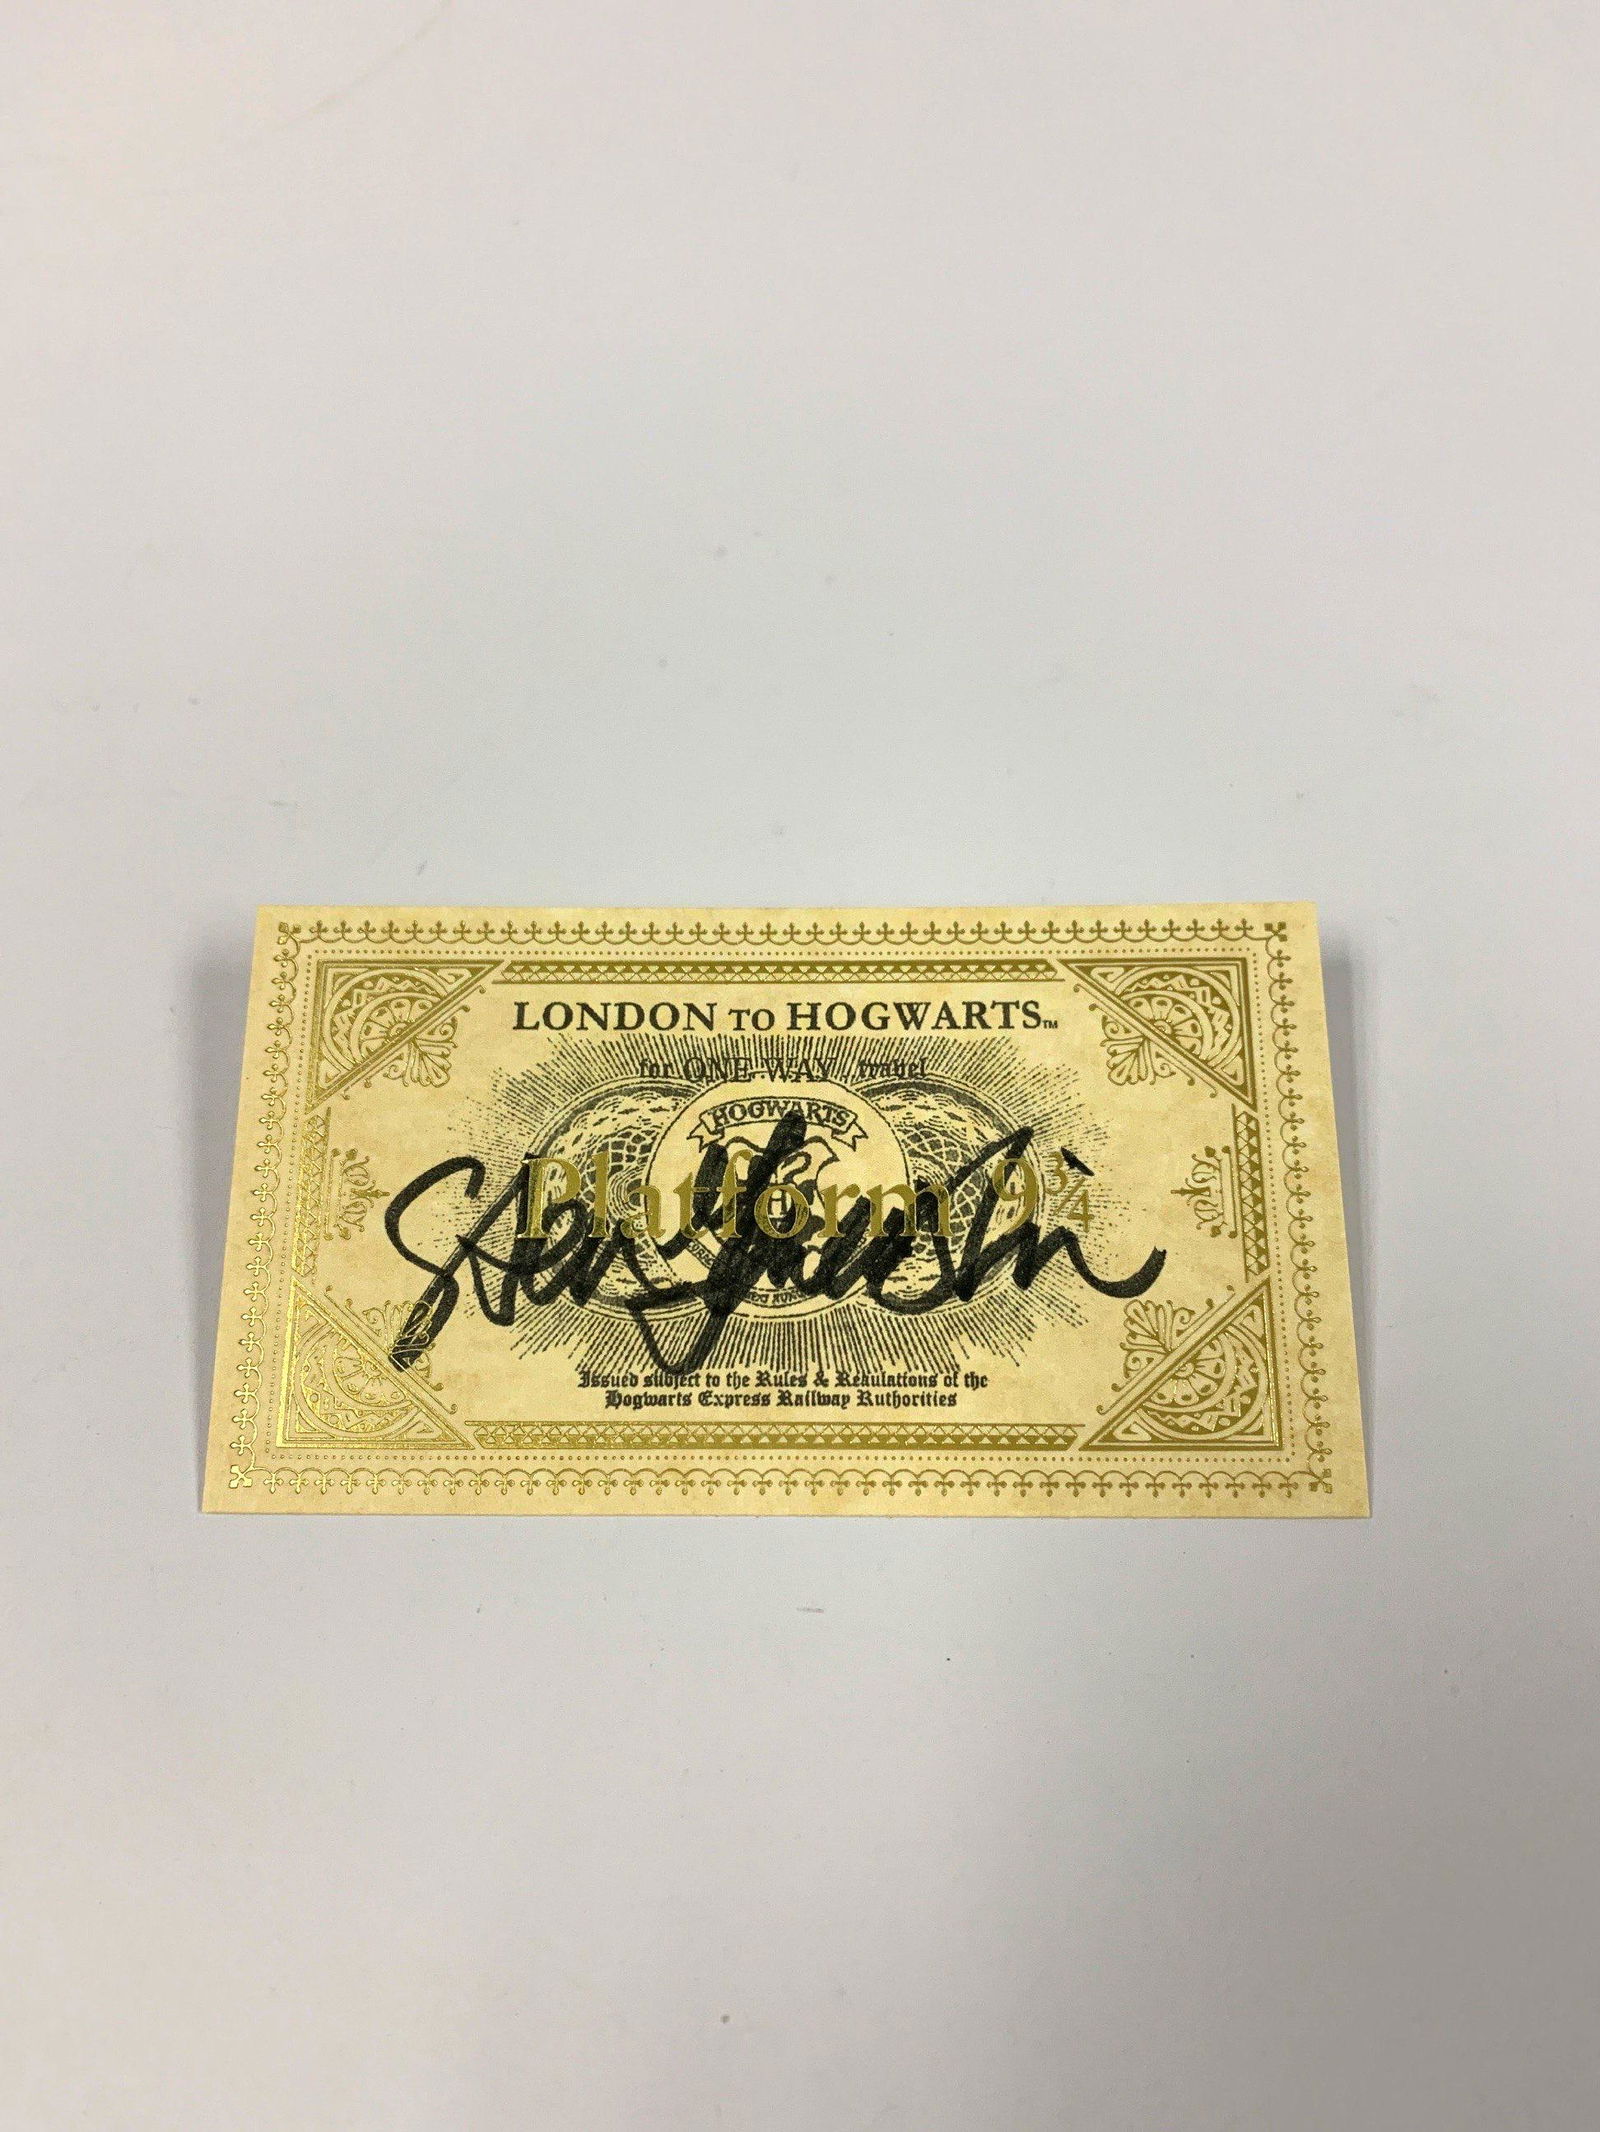 LONDON TO HOGWARTS™
for ONE WAY travel
HOGWARTS
Platform 9¾
Issued subject to the Rules & Regulations of the
Hogwarts Express Railway Authorities